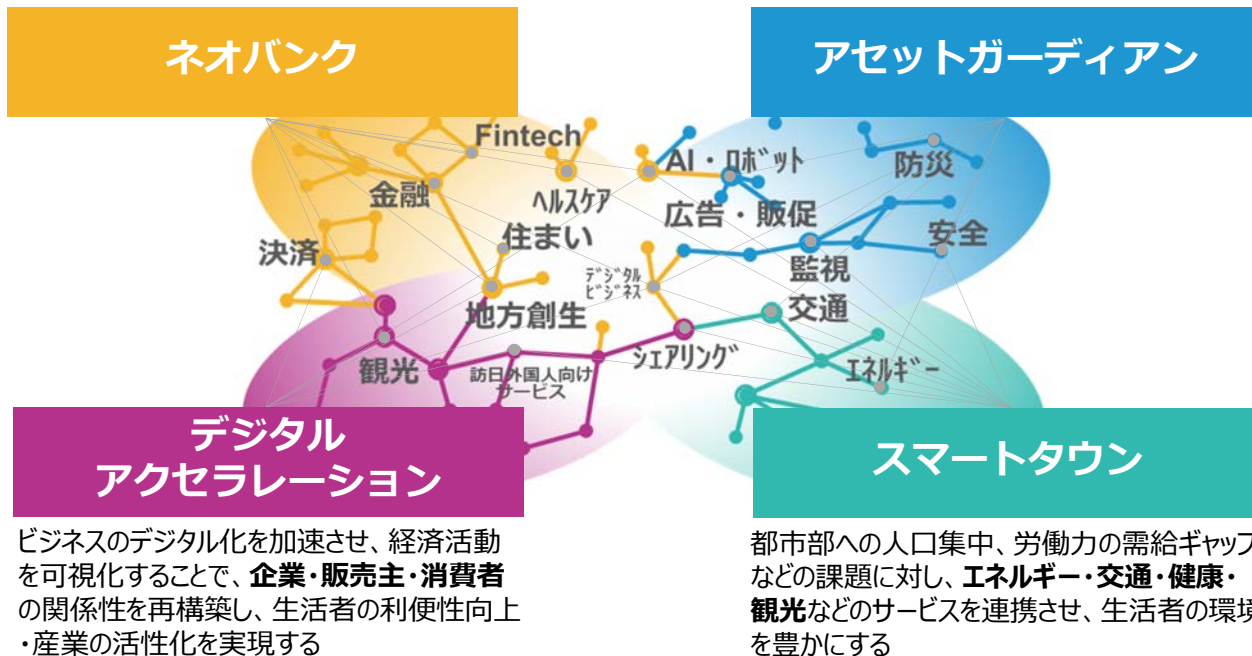 ネオバンク
アセットガーディアン
Fintech
AI・ロボット
防災
金融
ヘルスケア
広告・販促
決済
住まい
安全
監視
デジタル
ビジネス
地方創生
交通
シェアリング
観光
訪日外国人向け
サービス
エネルギー
デジタル
アクセラレーション
スマートタウン
ビジネスのデジタル化を加速させ、経済活動
を可視化することで、企業・販売主・消費者
の関係性を再構築し、生活者の利便性向上
・産業の活性化を実現する
都市部への人口集中、労働力の需給ギャップ
などの課題に対し、エネルギー・交通・健康・
観光などのサービスを連携させ、生活者の環境
を豊かにする